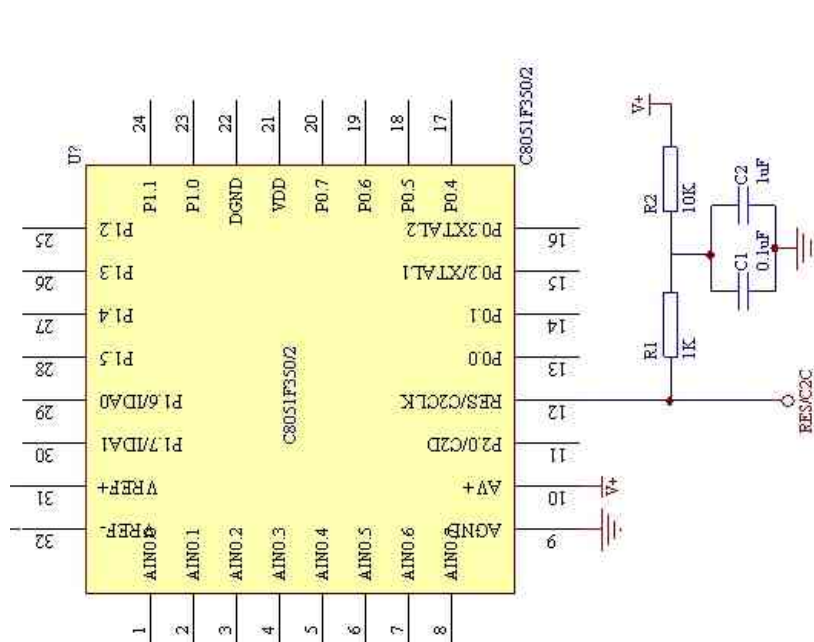 U?
C8051F350/2
24
23
22
21
20
19
18
17
P1.1
P1.0
DGND
VDD
P0.7
P0.6
P0.5
P0.4
25
P1.2
26
P1.3
27
P1.4
28
P1.5
29
P1.6/IDA0
30
P1.7/IDA1
31
VREF+
32
VREF-
P0.3XTAL2
16
P0.2/XTAL1
15
P0.1
14
P0.0
13
RES/C2CLK
12
P2.0/C2D
11
AV+
10
AGND
9
C8051F350/2
AIN0.0
AIN0.1
AIN0.2
AIN0.3
AIN0.4
AIN0.5
AIN0.6
AIN0.7
1
2
3
4
5
6
7
8
V+
R2
10K
C2
1uF
C1
0.1uF
R1
1K
RES/C2C
V+